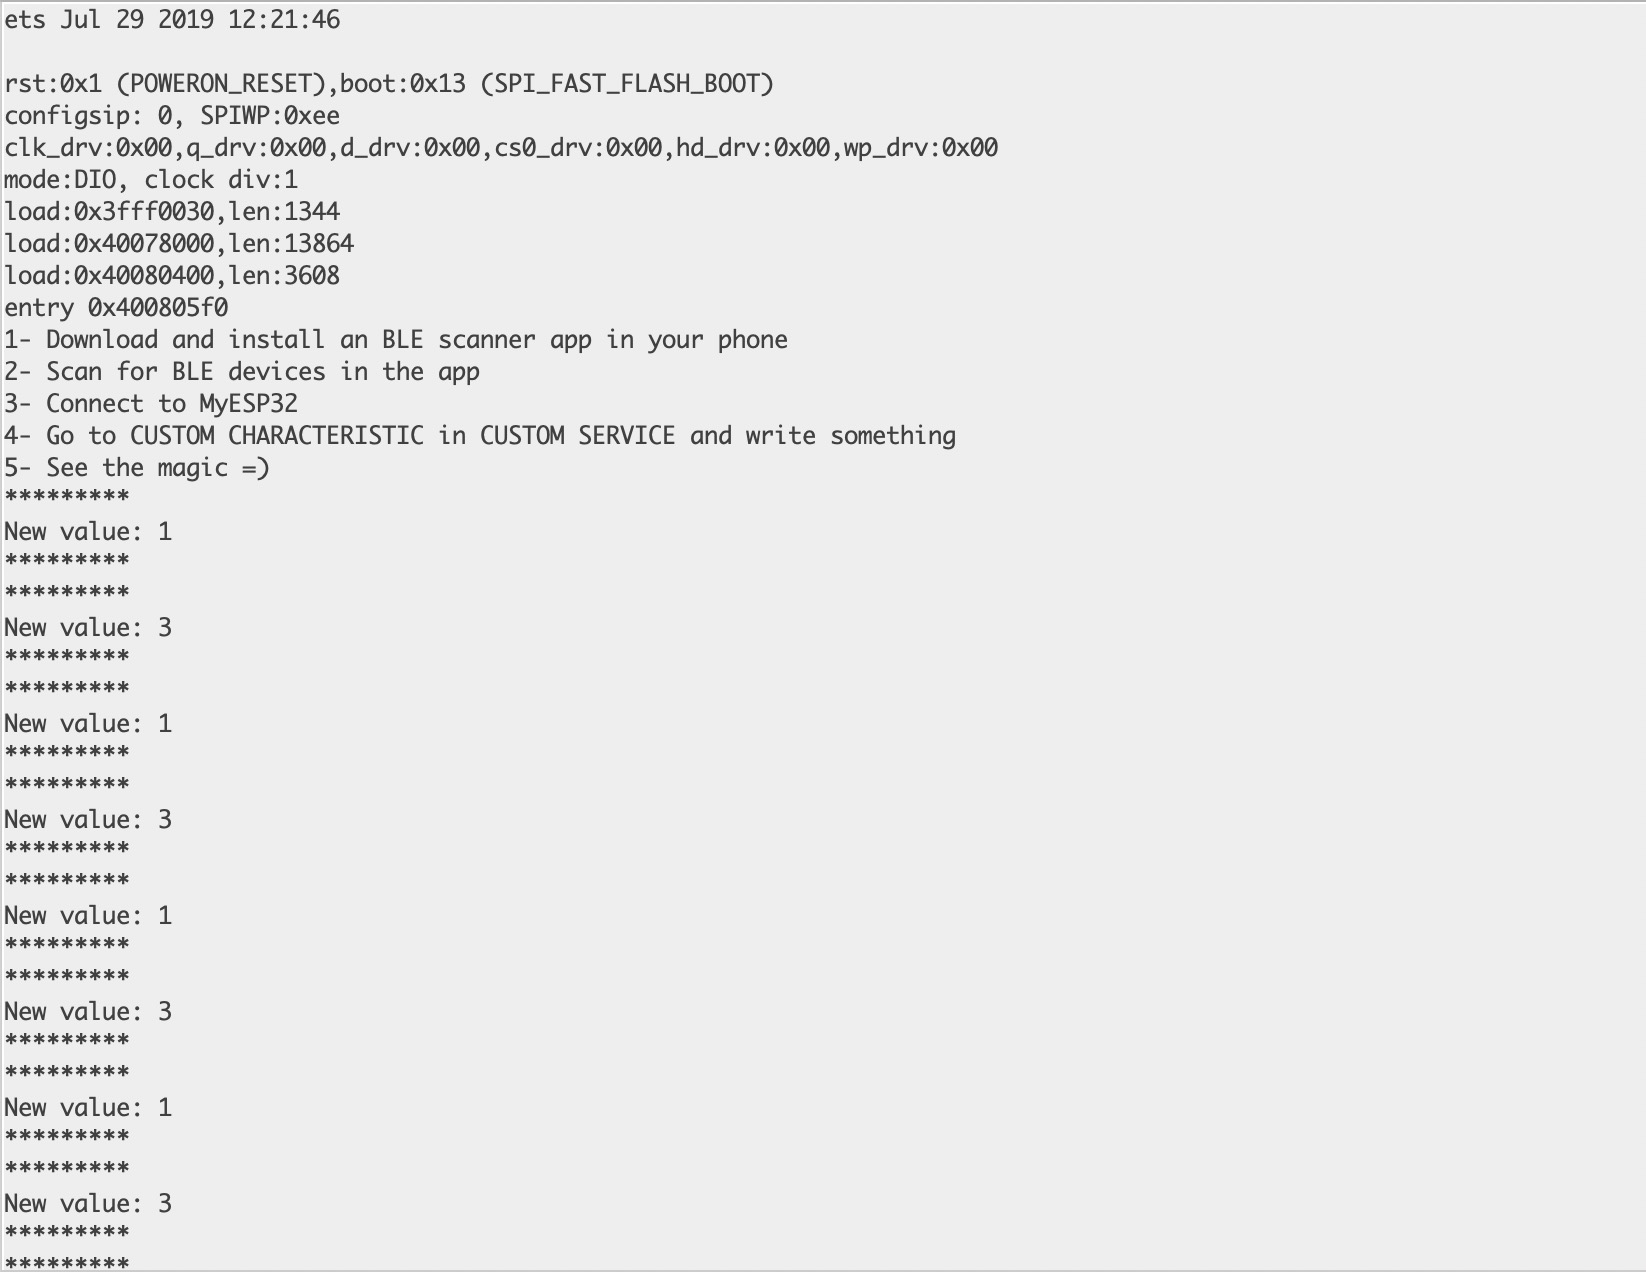 ets Jul 29 2019 12:21:46
rst:0x1 (POWERON_RESET),boot:0x13 (SPI_FAST_FLASH_BOOT)
configsip: 0, SPIWP:0xee
clk_drv:0x00,q_drv:0x00,d_drv:0x00,cs0_drv:0x00,hd_drv:0x00,wp_drv:0x00
mode:DIO, clock div:1
load:0x3fff0030,len:1344
load:0x40078000,len:13864
load:0x40080400,len:3608
entry 0x400805f0
1- Download and install an BLE scanner app in your phone
2- Scan for BLE devices in the app
3- Connect to MyESP32
4- Go to CUSTOM CHARACTERISTIC in CUSTOM SERVICE and write something
5- See the magic =)
*********
New value: 1
*********
*********
New value: 3
*********
*********
New value: 1
*********
*********
New value: 3
*********
*********
New value: 1
*********
*********
New value: 3
*********
*********
New value: 1
*********
*********
New value: 3
*********
*********